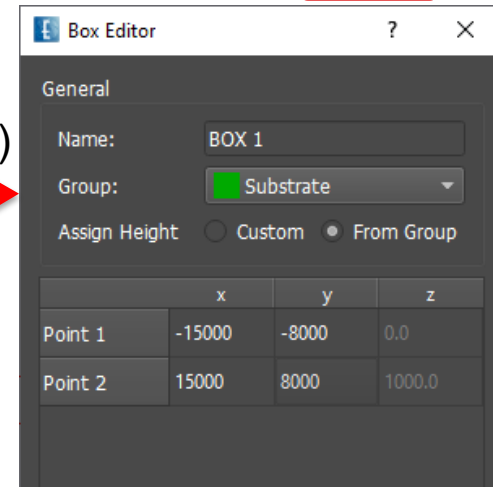 Box Editor ? ×
General
)
Name: BOX 1
Group: Substrate
Assign Height Custom From Group
x y z
Point 1 -15000 -8000 0.0
Point 2 15000 8000 1000.0